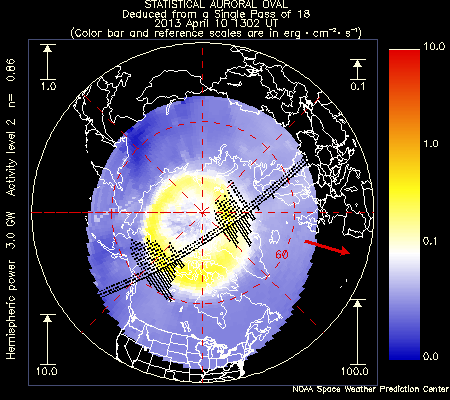 STATISTICAL AURORAL OVAL
Deduced from a Single Pass of 18
2013 April 10 1302 UT
(Color bar and reference scales are in erg · cm⁻² · s⁻¹)
Hemispheric power 3.0 GW Activity level 2 n= 0.86
1.0
0.1
10.0
100.0
60
10.0
1.0
0.1
0.0
NOAA Space Weather Prediction Center